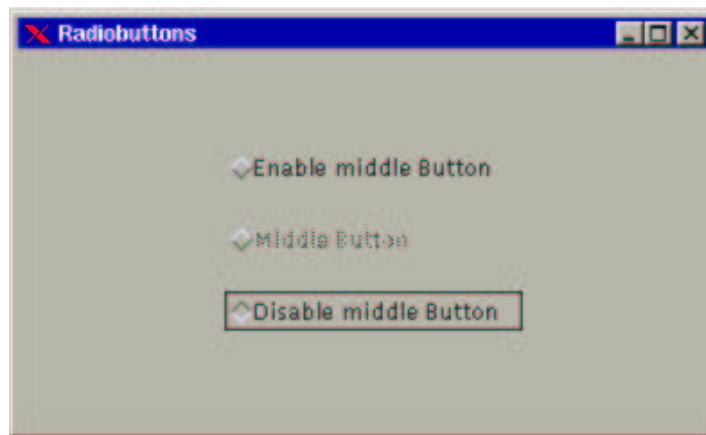 Radiobuttons
Enable middle Button
Middle Button
Disable middle Button